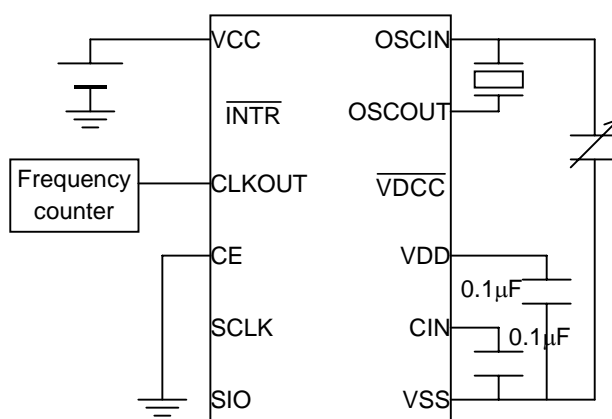 VCC
OSCIN
INTR
OSCOUT
Frequency
counter
CLKOUT
VDCC
CE
VDD
0.1μF
SCLK
CIN
0.1μF
SIO
VSS